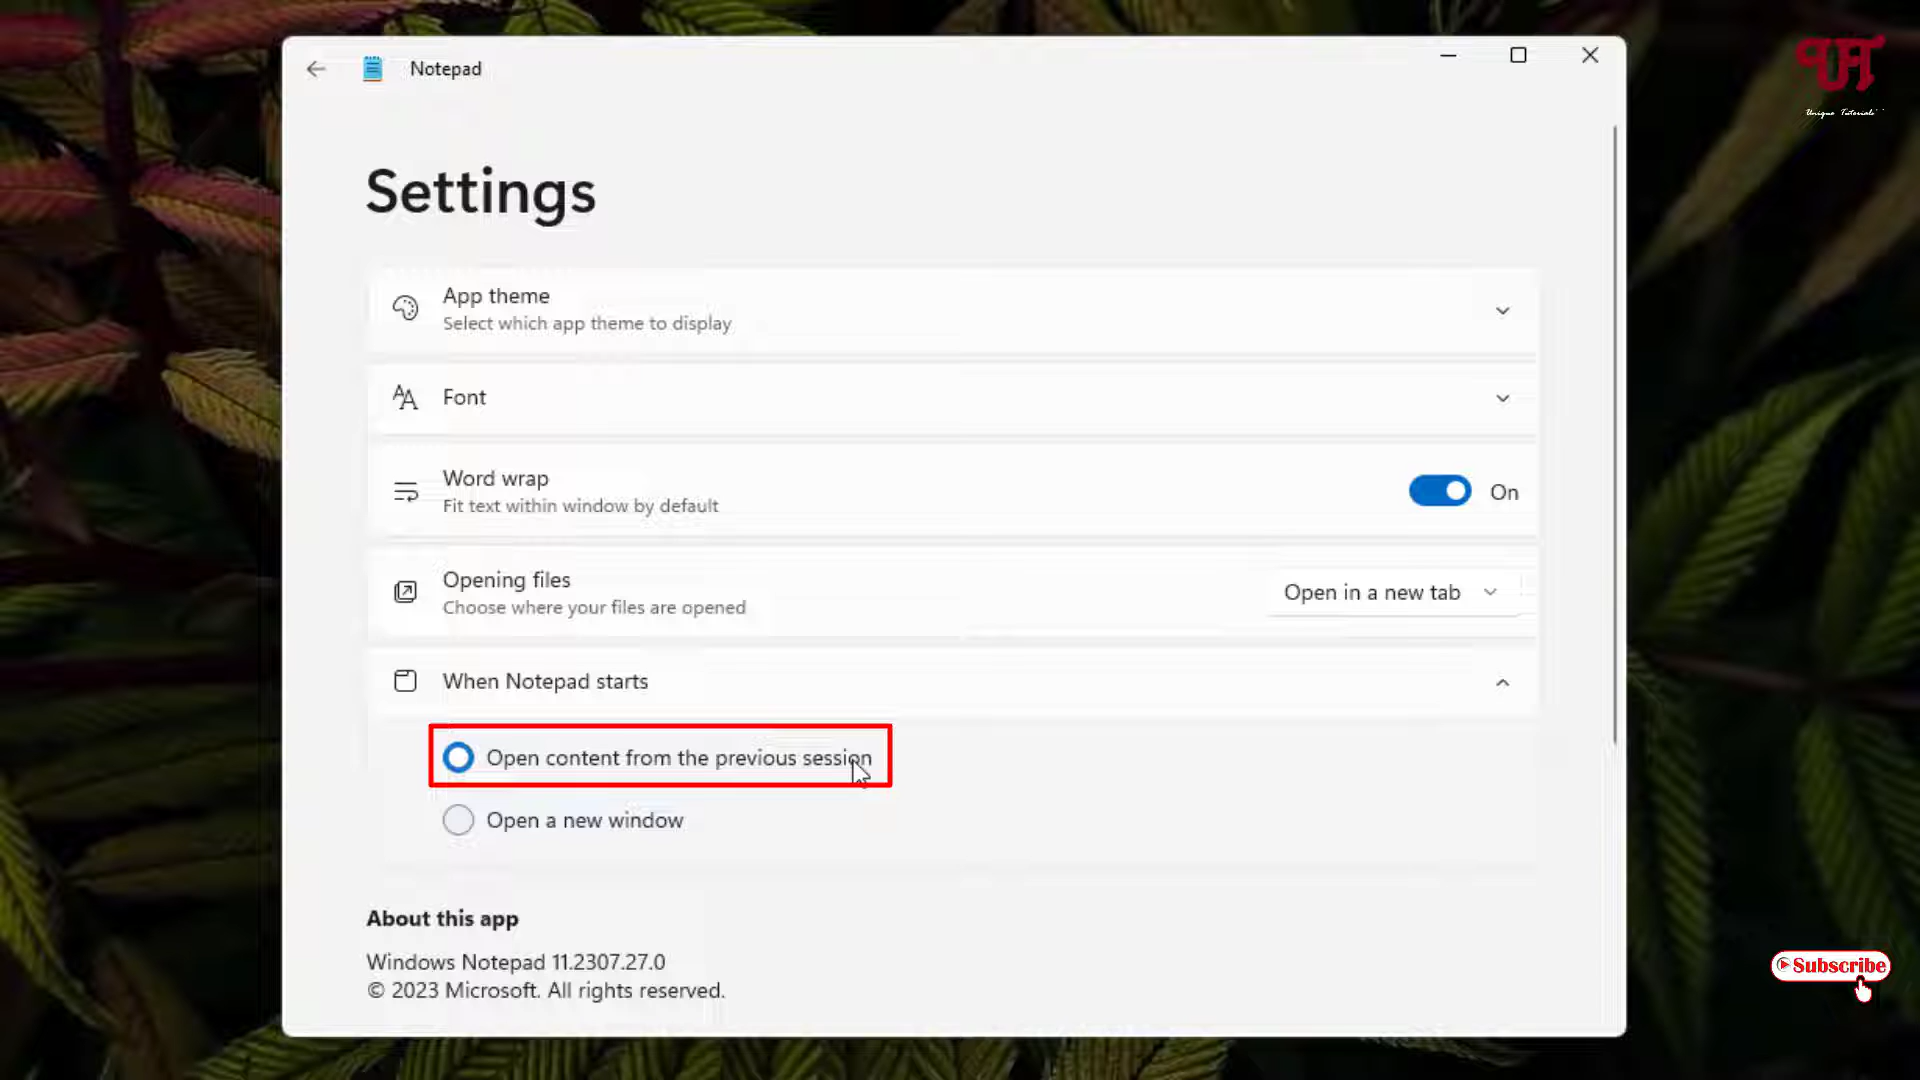 Notepad
Settings
App theme
Select which app theme to display
Font
Word wrap
Fit text within window by default
On
Opening files
Choose where your files are opened
Open in a new tab
When Notepad starts
Open content from the previous session
Open a new window
About this app
Windows Notepad 11.2307.27.0
© 2023 Microsoft. All rights reserved.
UT
Unique Tutorials
Subscribe